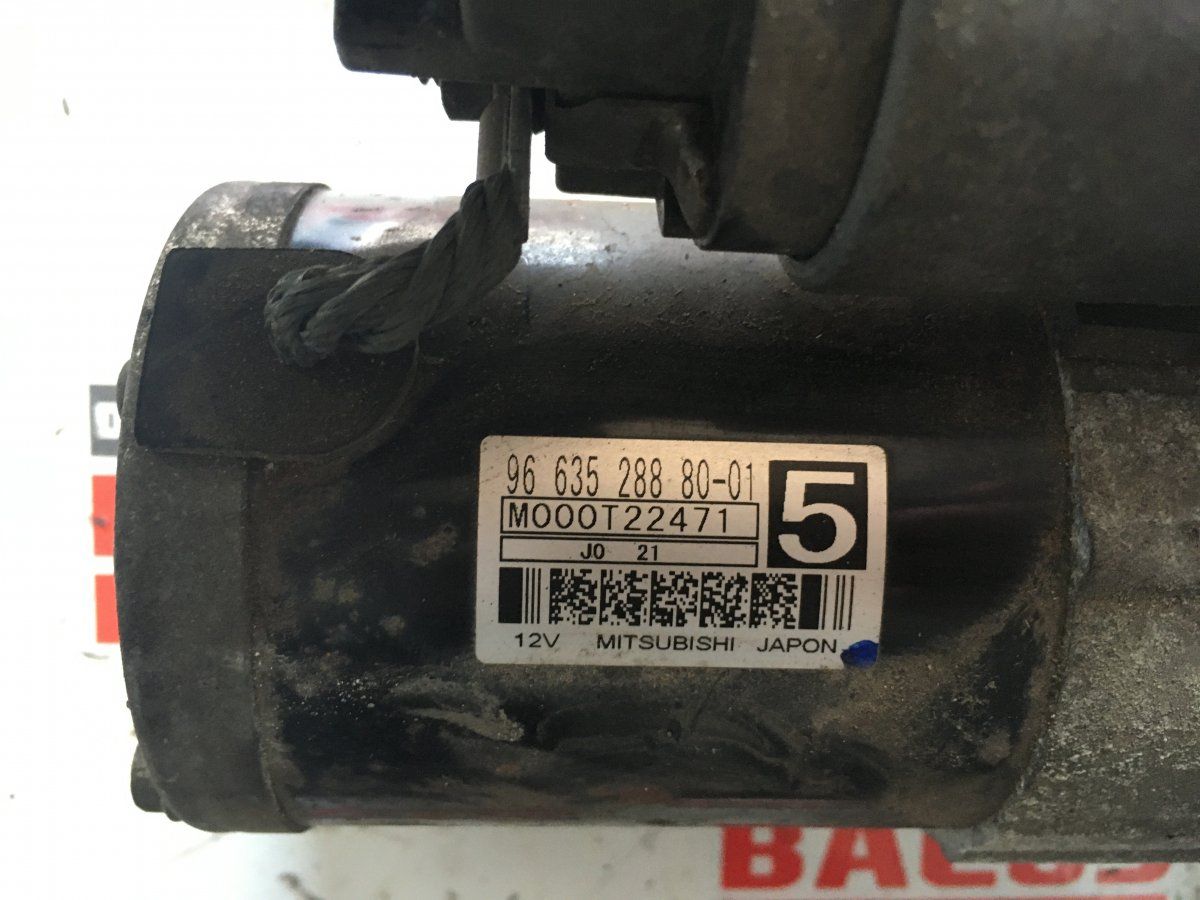 96 635 288 80-01
5
M000T22471
J0 21
12V MITSUBISHI JAPON